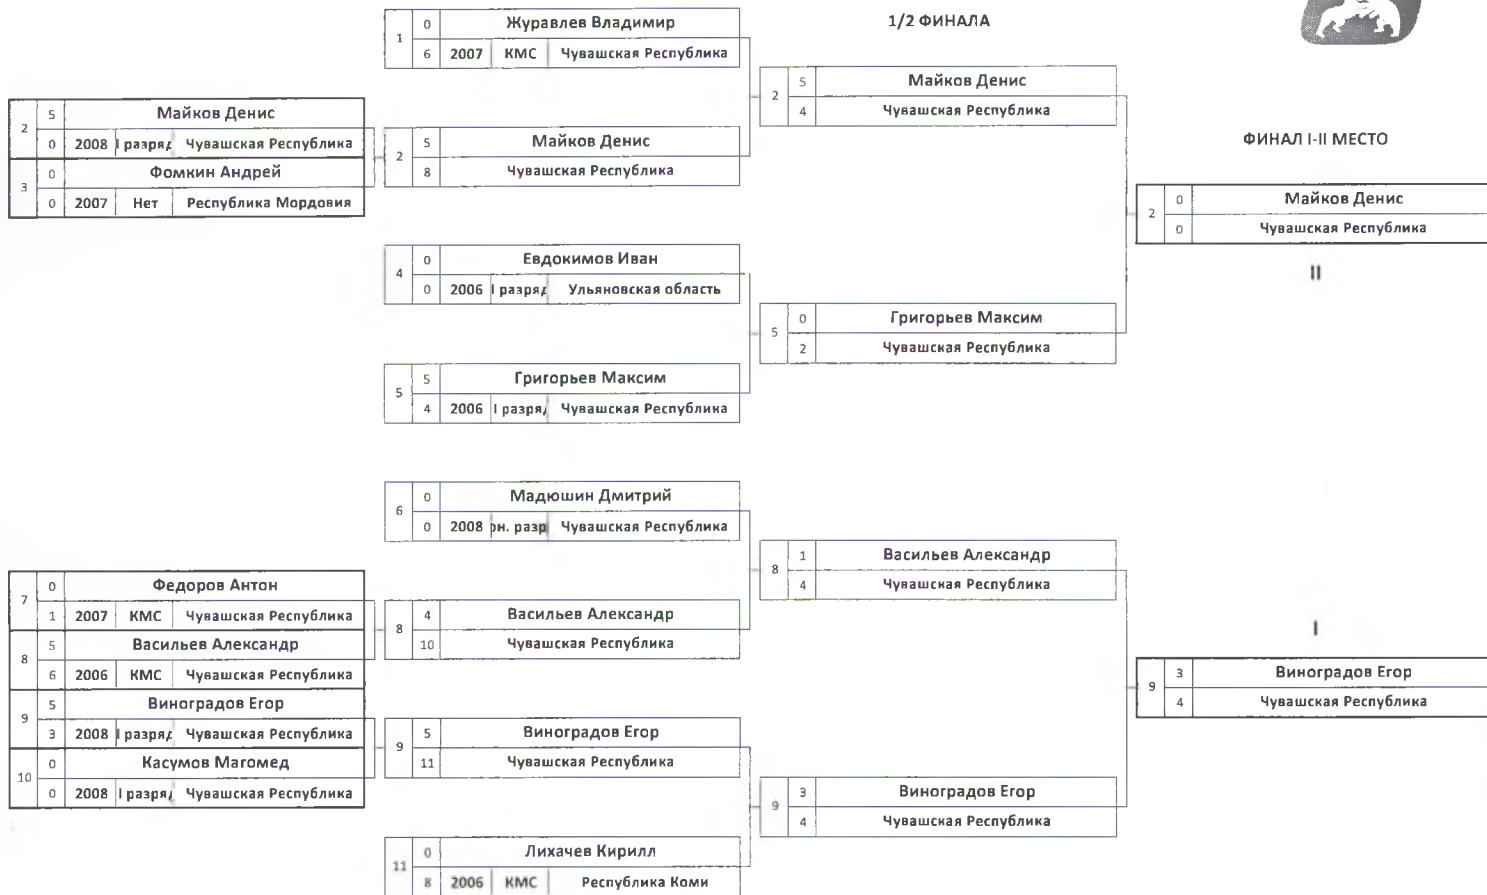 1/2 ФИНАЛА
ФИНАЛ I-II МЕСТО
2 5 Майков Денис
0 2008 I разряд Чувашская Республика
3 0 Фомкин Андрей
0 2007 Нет Республика Мордовия
7 0 Федоров Антон
1 2007 КМС Чувашская Республика
8 5 Васильев Александр
6 2006 КМС Чувашская Республика
9 5 Виноградов Егор
3 2008 I разряд Чувашская Республика
10 0 Касумов Магомед
0 2008 I разря Чувашская Республика
1 0 Журавлев Владимир
6 2007 КМС Чувашская Республика
2 5 Майков Денис
8 Чувашская Республика
4 0 Евдокимов Иван
0 2006 I разряд Ульяновская область
5 5 Григорьев Максим
4 2006 I разря Чувашская Республика
6 0 Мадюшин Дмитрий
0 2008 рн. разр Чувашская Республика
8 4 Васильев Александр
10 Чувашская Республика
9 5 Виноградов Егор
11 Чувашская Республика
11 0 Лихачев Кирилл
8 2006 КМС Республика Коми
2 5 Майков Денис
4 Чувашская Республика
5 0 Григорьев Максим
2 Чувашская Республика
8 1 Васильев Александр
4 Чувашская Республика
9 3 Виноградов Егор
4 Чувашская Республика
2 0 Майков Денис
0 Чувашская Республика
II
I
9 3 Виноградов Егор
4 Чувашская Республика